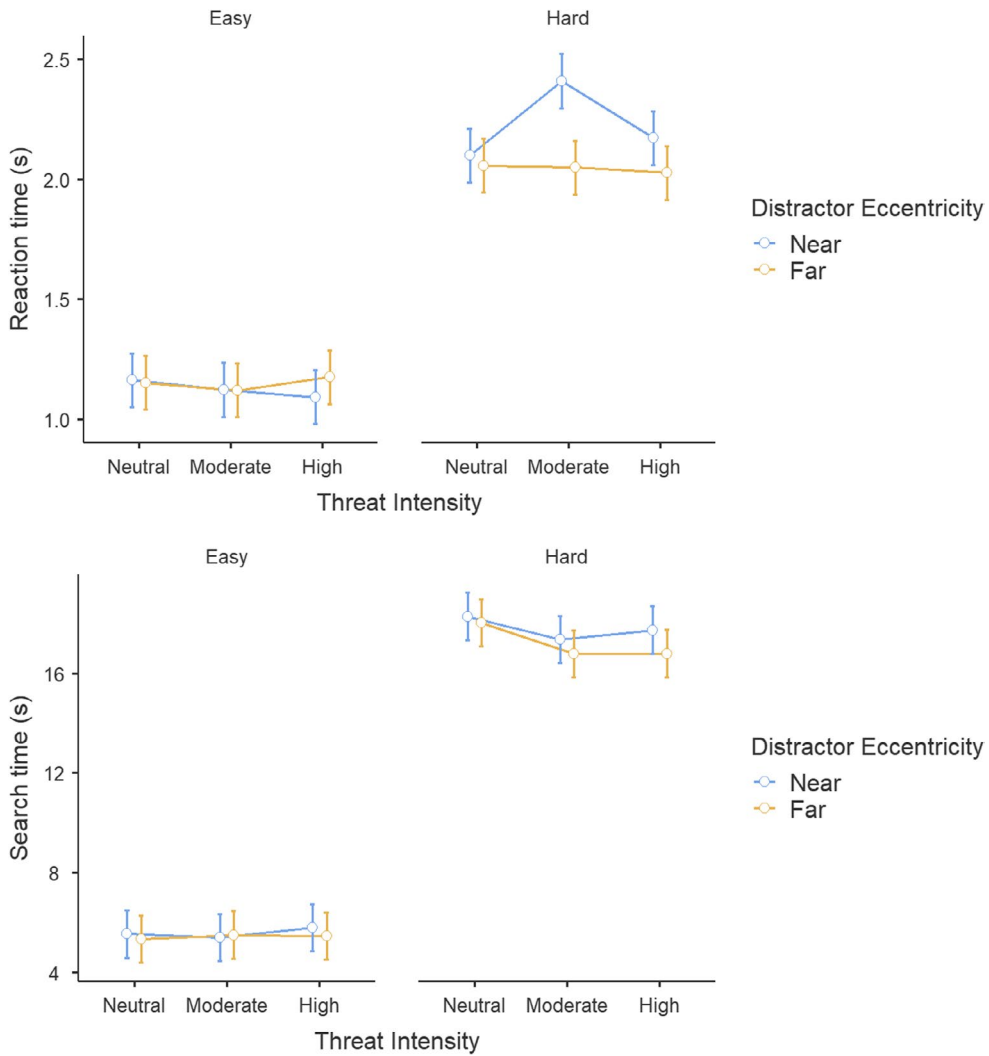 Easy
Hard
2.5
2.0
1.5
1.0
Reaction time (s)
Neutral
Moderate
High
Neutral
Moderate
High
Threat Intensity
Distractor Eccentricity
Near
Far
Easy
Hard
16
12
8
4
Search time (s)
Neutral
Moderate
High
Neutral
Moderate
High
Threat Intensity
Distractor Eccentricity
Near
Far